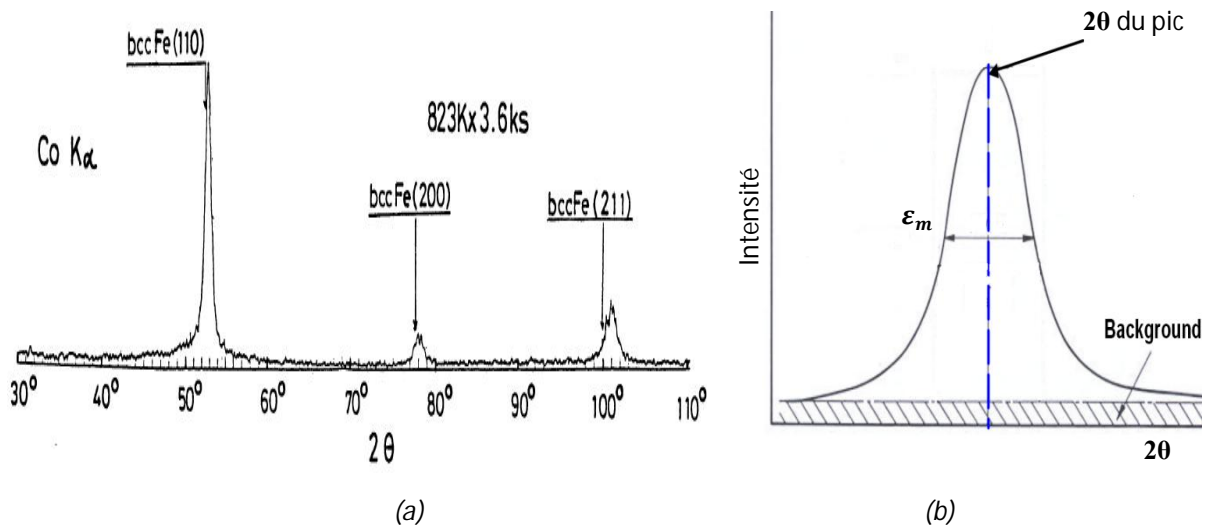 bccFe(110)
Co Kα
823Kx3.6ks
bccFe(200)
bccFe(211)
30° 40° 50° 60° 70° 80° 90° 100° 110°
2θ
(a)
2θ du pic
Intensité
εm
Background
2θ
(b)